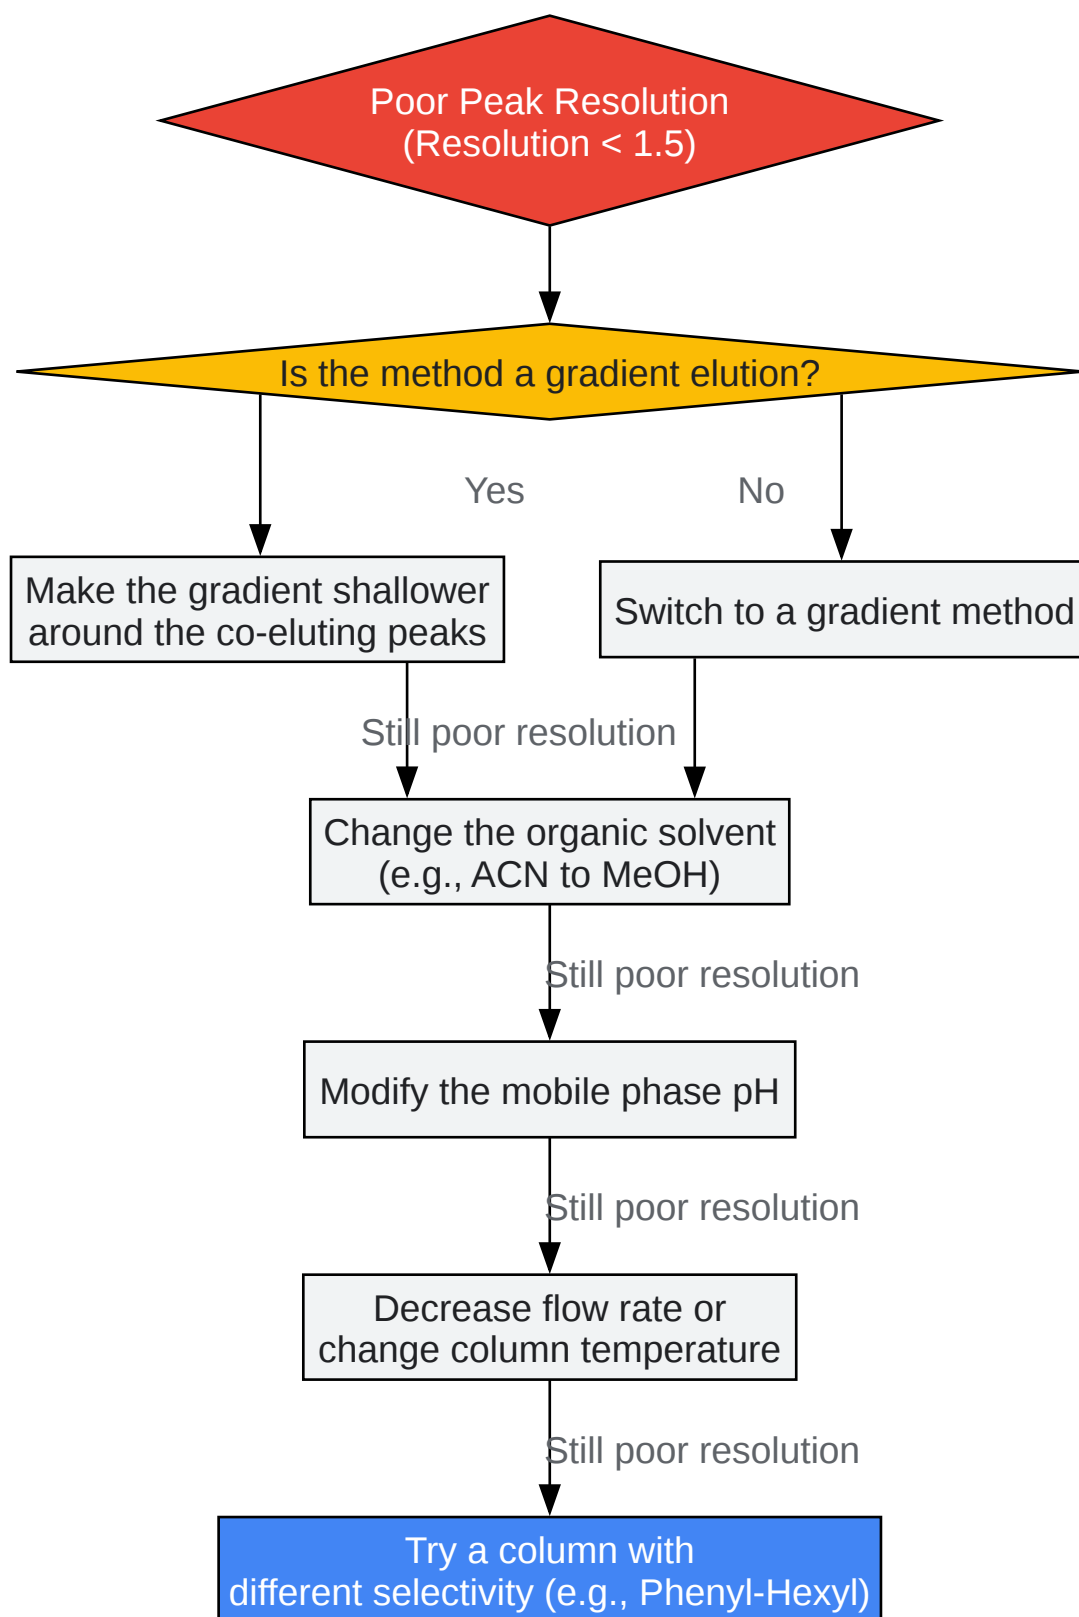 Poor Peak Resolution
(Resolution < 1.5)
Is the method a gradient elution?
Yes
No
Make the gradient shallower
around the co-eluting peaks
Switch to a gradient method
Still poor resolution
Change the organic solvent
(e.g., ACN to MeOH)
Still poor resolution
Modify the mobile phase pH
Still poor resolution
Decrease flow rate or
change column temperature
Still poor resolution
Try a column with
different selectivity (e.g., Phenyl-Hexyl)